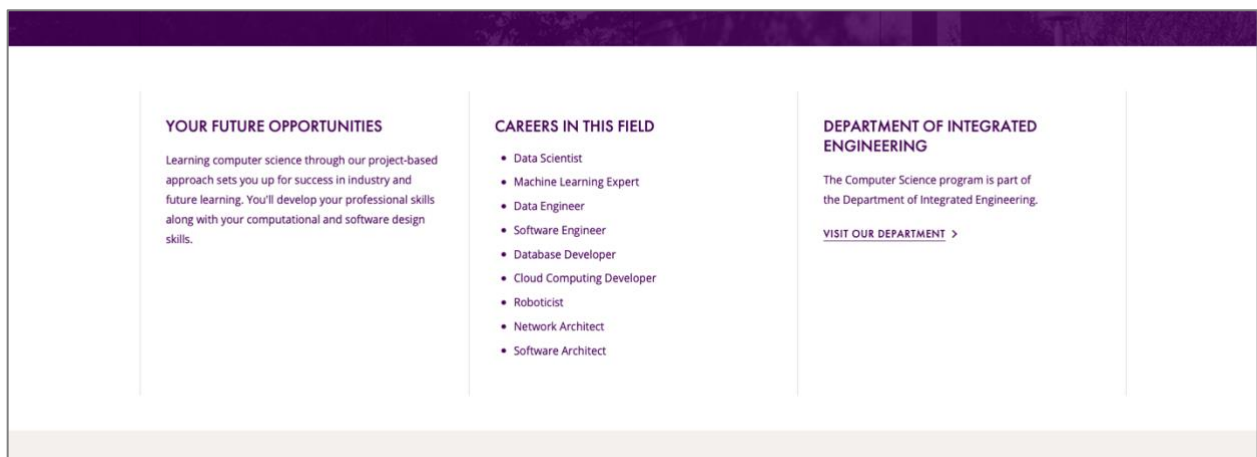 YOUR FUTURE OPPORTUNITIES
Learning computer science through our project-based
approach sets you up for success in industry and
future learning. You'll develop your professional skills
along with your computational and software design
skills.
CAREERS IN THIS FIELD
• Data Scientist
• Machine Learning Expert
• Data Engineer
• Software Engineer
• Database Developer
• Cloud Computing Developer
• Roboticist
• Network Architect
• Software Architect
DEPARTMENT OF INTEGRATED
ENGINEERING
The Computer Science program is part of
the Department of Integrated Engineering.
VISIT OUR DEPARTMENT >